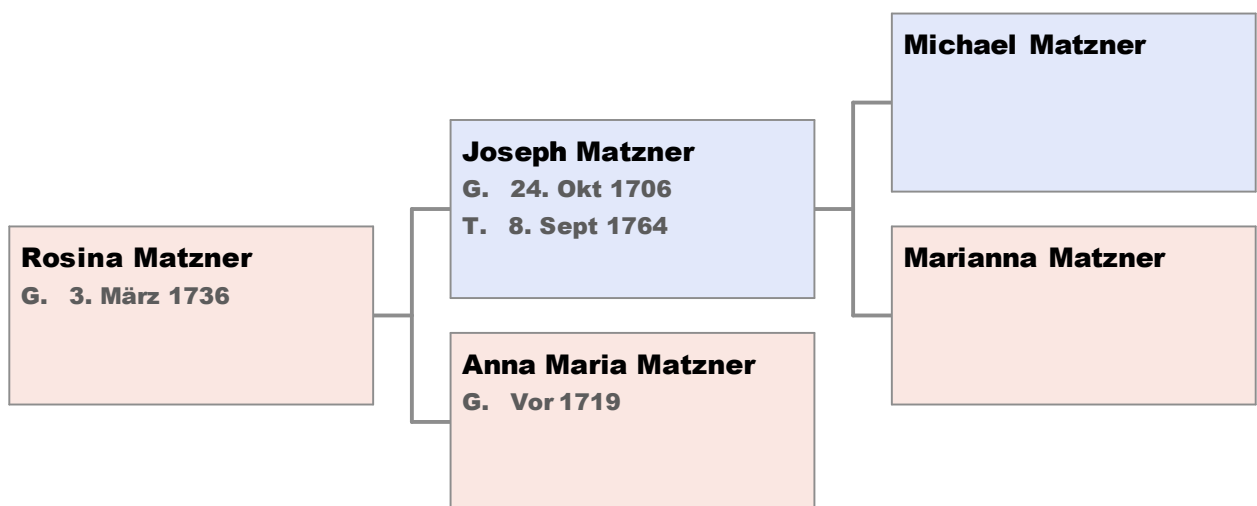 Michael Matzner
Joseph Matzner
G. 24. Okt 1706
T. 8. Sept 1764
Rosina Matzner
G. 3. März 1736
Marianna Matzner
Anna Maria Matzner
G. Vor 1719